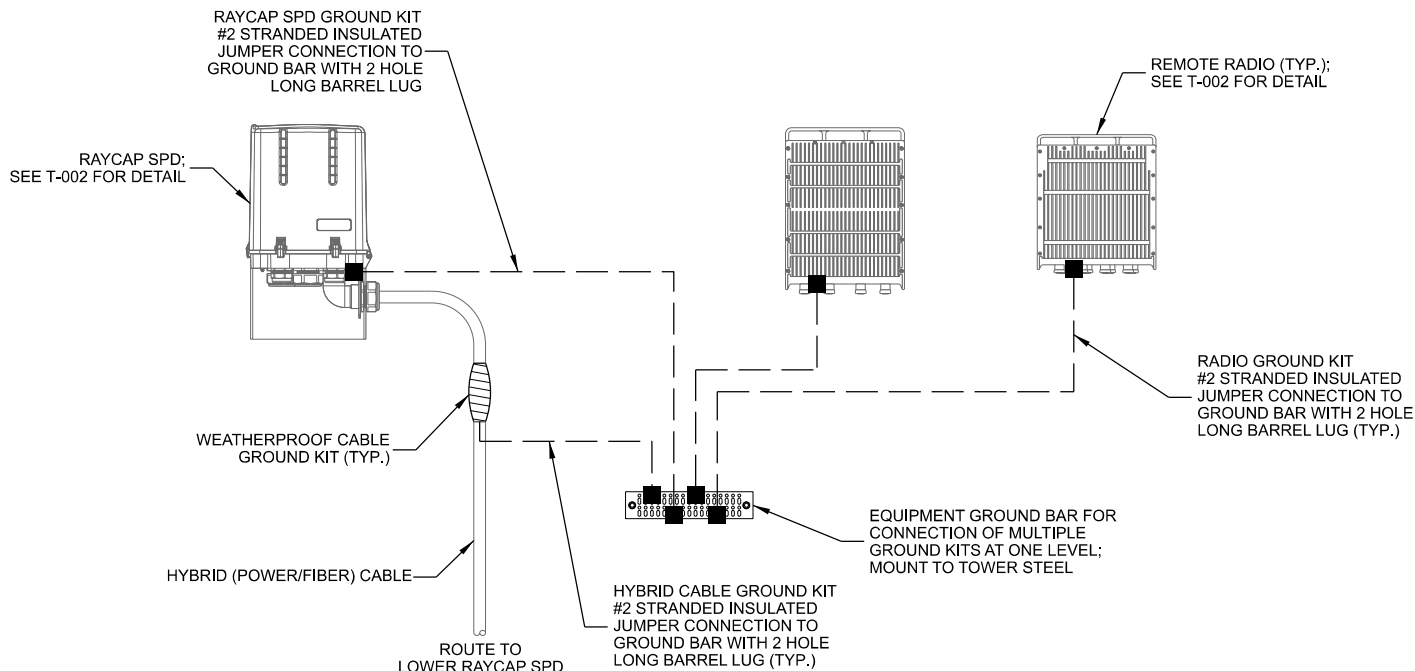 RAYCAP SPD GROUND KIT
#2 STRANDED INSULATED
JUMPER CONNECTION TO
GROUND BAR WITH 2 HOLE
LONG BARREL LUG
REMOTE RADIO (TYP.);
SEE T-002 FOR DETAIL
RAYCAP SPD;
SEE T-002 FOR DETAIL
RADIO GROUND KIT
#2 STRANDED INSULATED
JUMPER CONNECTION TO
GROUND BAR WITH 2 HOLE
LONG BARREL LUG (TYP.)
WEATHERPROOF CABLE
GROUND KIT (TYP.)
EQUIPMENT GROUND BAR FOR
CONNECTION OF MULTIPLE
GROUND KITS AT ONE LEVEL;
MOUNT TO TOWER STEEL
HYBRID (POWER/FIBER) CABLE
HYBRID CABLE GROUND KIT
#2 STRANDED INSULATED
JUMPER CONNECTION TO
GROUND BAR WITH 2 HOLE
LONG BARREL LUG (TYP.)
ROUTE TO
LOWER RAYCAP SPD